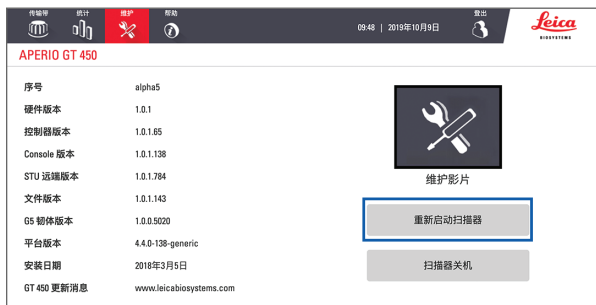 传输带 统计 维护 帮助 登出
09:48 | 2019年10月9日
Leica
BIOSYSTEMS
APERIO GT 450
序号 alpha5
硬件版本 1.0.1
控制器版本 1.0.1.65
Console 版本 1.0.1.138
STU 远端版本 1.0.1.784
文件版本 1.0.1.143
G5 韧体版本 1.0.0.5020
平台版本 4.4.0-138-generic
安装日期 2018年3月5日
GT 450 更新消息 www.leicabiosystems.com
维护影片
重新启动扫描器
扫描器关机